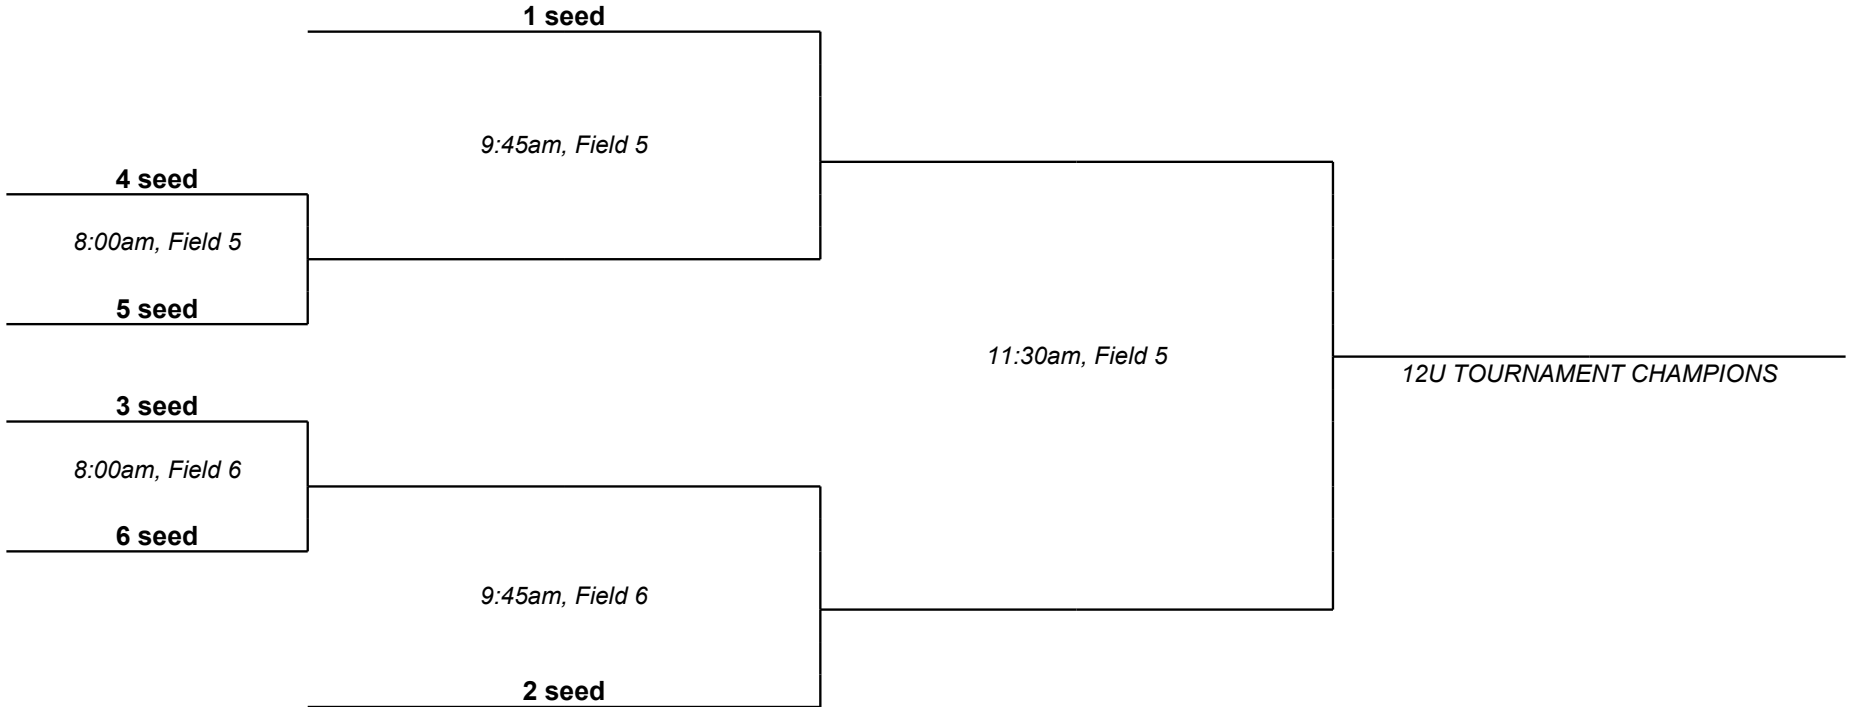 1 seed
9:45am, Field 5
4 seed
8:00am, Field 5
5 seed
11:30am, Field 5
12U TOURNAMENT CHAMPIONS
3 seed
8:00am, Field 6
6 seed
9:45am, Field 6
2 seed